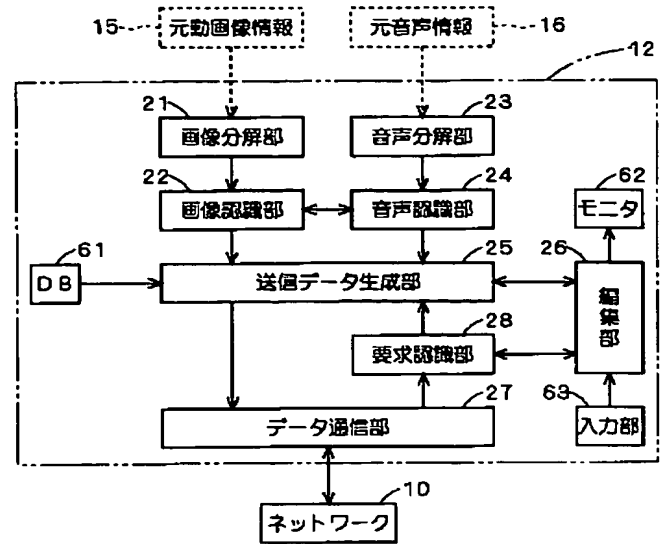 15
元動画像情報
元音声情報
16
12
21
画像分解部
23
音声分解部
22
画像認識部
24
音声認識部
62
モニタ
61
DB
25
送信データ生成部
26
編集部
28
要求認識部
27
データ通信部
63
入力部
10
ネットワーク